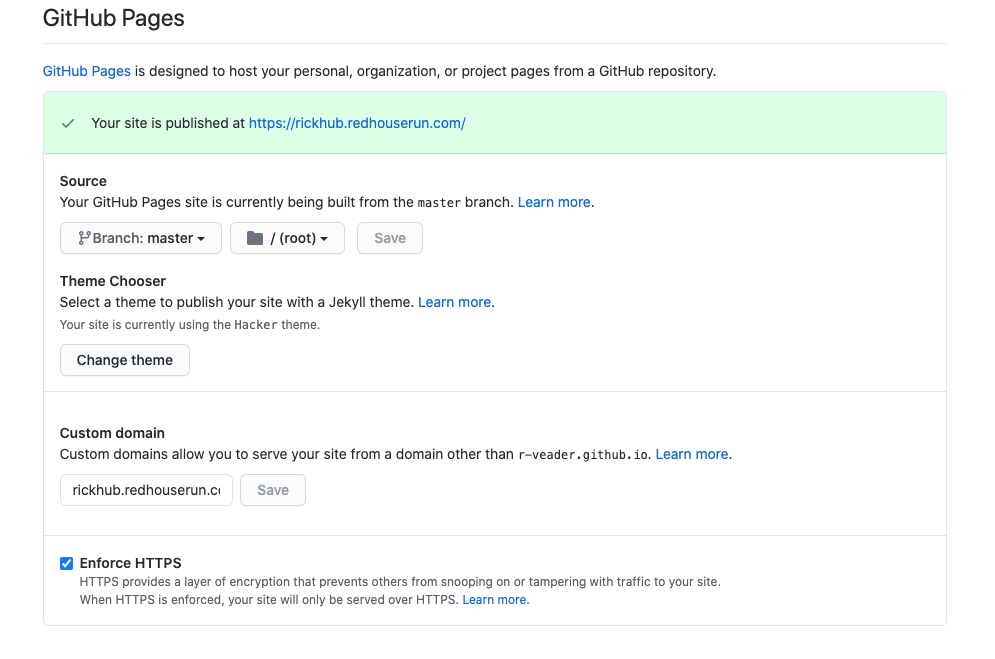 GitHub Pages
GitHub Pages is designed to host your personal, organization, or project pages from a GitHub repository.
Your site is published at https://rickhub.redhouserun.com/
Source
Your GitHub Pages site is currently being built from the master branch. Learn more.
Branch: master / (root) Save
Theme Chooser
Select a theme to publish your site with a Jekyll theme. Learn more.
Your site is currently using the Hacker theme.
Change theme
Custom domain
Custom domains allow you to serve your site from a domain other than r-veader.github.io. Learn more.
rickhub.redhouserun.co Save
Enforce HTTPS
HTTPS provides a layer of encryption that prevents others from snooping on or tampering with traffic to your site.
When HTTPS is enforced, your site will only be served over HTTPS. Learn more.